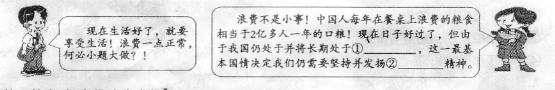 现在生活好了，就要
享受生活！浪费一点正常，
何必小题大做？！
浪费不是小事！中国人每年在餐桌上浪费的粮食
相当于2亿多人一年的口粮！现在日子好过了，但由
于我国仍处于并将长期处于①________，这一最基
本国情决定我们仍需要坚持并发扬②________精神。